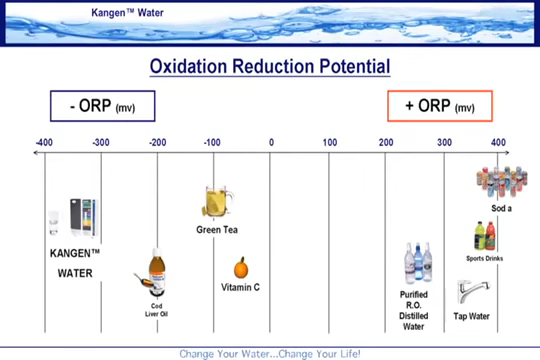 Kangen™ Water
Oxidation Reduction Potential
- ORP (mv)
+ ORP (mv)
-400 -300 -200 -100 0 100 200 300 400
Sod a
Green Tea
KANGEN™
WATER
Sports Drinks
Vitamin C
Cod
Liver Oil
Purified
R.O.
Distilled
Water
Tap Water
Change Your Water...Change Your Life!